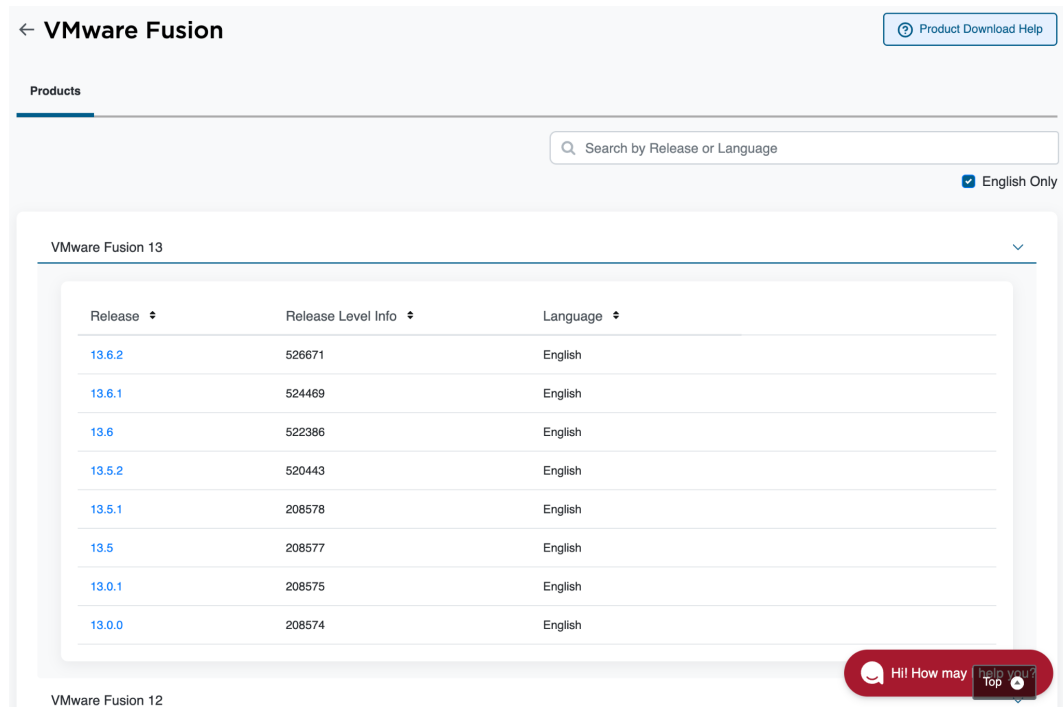 VMware Fusion
Product Download Help
Products
Search by Release or Language
English Only
VMware Fusion 13
Release Release Level Info Language
13.6.2 526671 English
13.6.1 524469 English
13.6 522386 English
13.5.2 520443 English
13.5.1 208578 English
13.5 208577 English
13.0.1 208575 English
13.0.0 208574 English
Hi! How may I help you?
Top
VMware Fusion 12